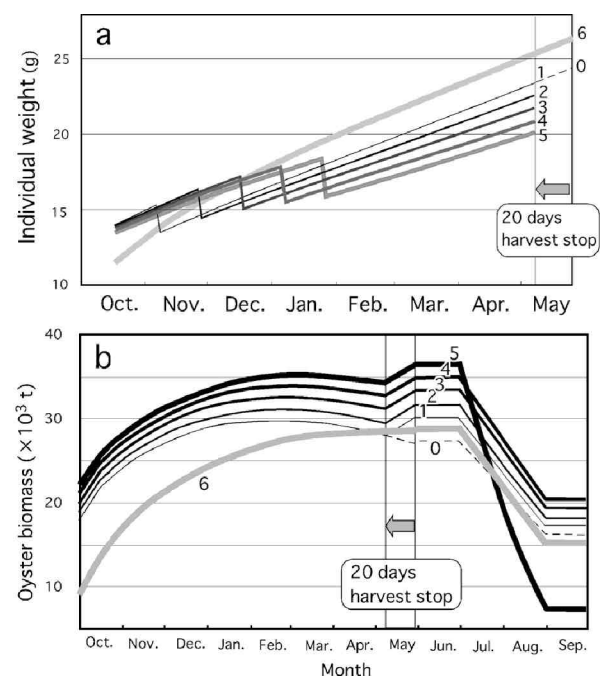 a
Individual weight (g)
25
20
15
10
6
0
1
2
3
4
5
20 days
harvest stop
Oct. Nov. Dec. Jan. Feb. Mar. Apr. May
b
Oyster biomass (×10³ t)
40
30
20
10
5
4
3
2
1
0
6
20 days
harvest stop
Oct. Nov. Dec. Jan. Feb. Mar. Apr. May Jun. Jul. Aug. Sep.
Month